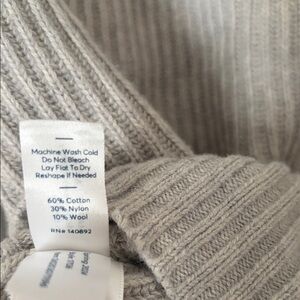 Machine Wash Cold
Do Not Bleach
Lay Flat To Dry
Reshape If Needed
60% Cotton
30% Nylon
10% Wool
RN# 140892